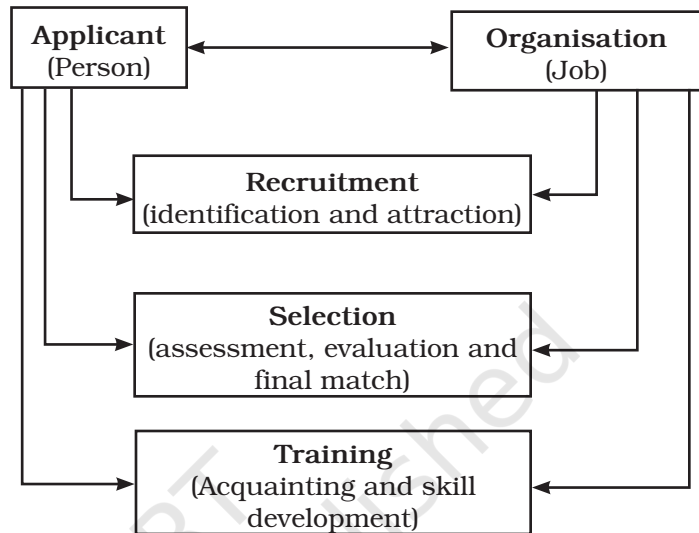 Applicant
(Person)
Organisation
(Job)
Recruitment
(identification and attraction)
Selection
(assessment, evaluation and
final match)
Training
(Acquainting and skill
development)